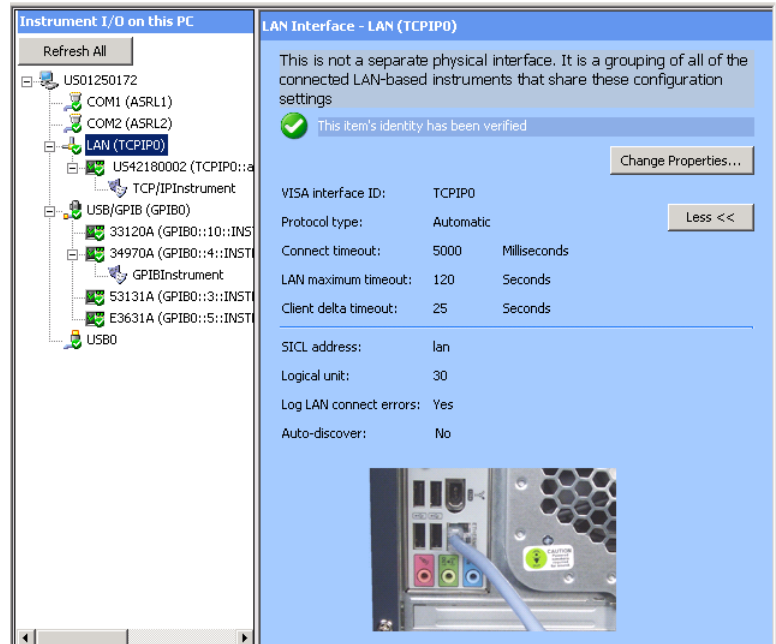 Instrument I/O on this PC
Refresh All
US01250172
COM1 (ASRL1)
COM2 (ASRL2)
LAN (TCPIP0)
US42180002 (TCPIP0::a
TCP/IPInstrument
USB/GPIB (GPIB0)
33120A (GPIB0::10::INS
34970A (GPIB0::4::INSTI
GPIBInstrument
53131A (GPIB0::3::INSTI
E3631A (GPIB0::5::INSTI
USB0
LAN Interface - LAN (TCPIP0)
This is not a separate physical interface. It is a grouping of all of the
connected LAN-based instruments that share these configuration
settings
This item's identity has been verified
Change Properties...
VISA interface ID: TCPIP0
Protocol type: Automatic
Less <<
Connect timeout: 5000 Milliseconds
LAN maximum timeout: 120 Seconds
Client delta timeout: 25 Seconds
SICL address: lan
Logical unit: 30
Log LAN connect errors: Yes
Auto-discover: No
CAUTION